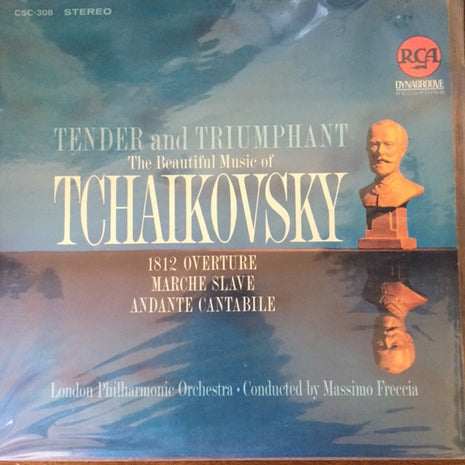 CSC-308 STEREO
RCA
DYNAGROOVE
RECORDING
TENDER and TRIUMPHANT
The Beautiful Music of
TCHAIKOVSKY
1812 OVERTURE
MARCHE SLAVE
ANDANTE CANTABILE
London Philharmonic Orchestra • Conducted by Massimo Freccia